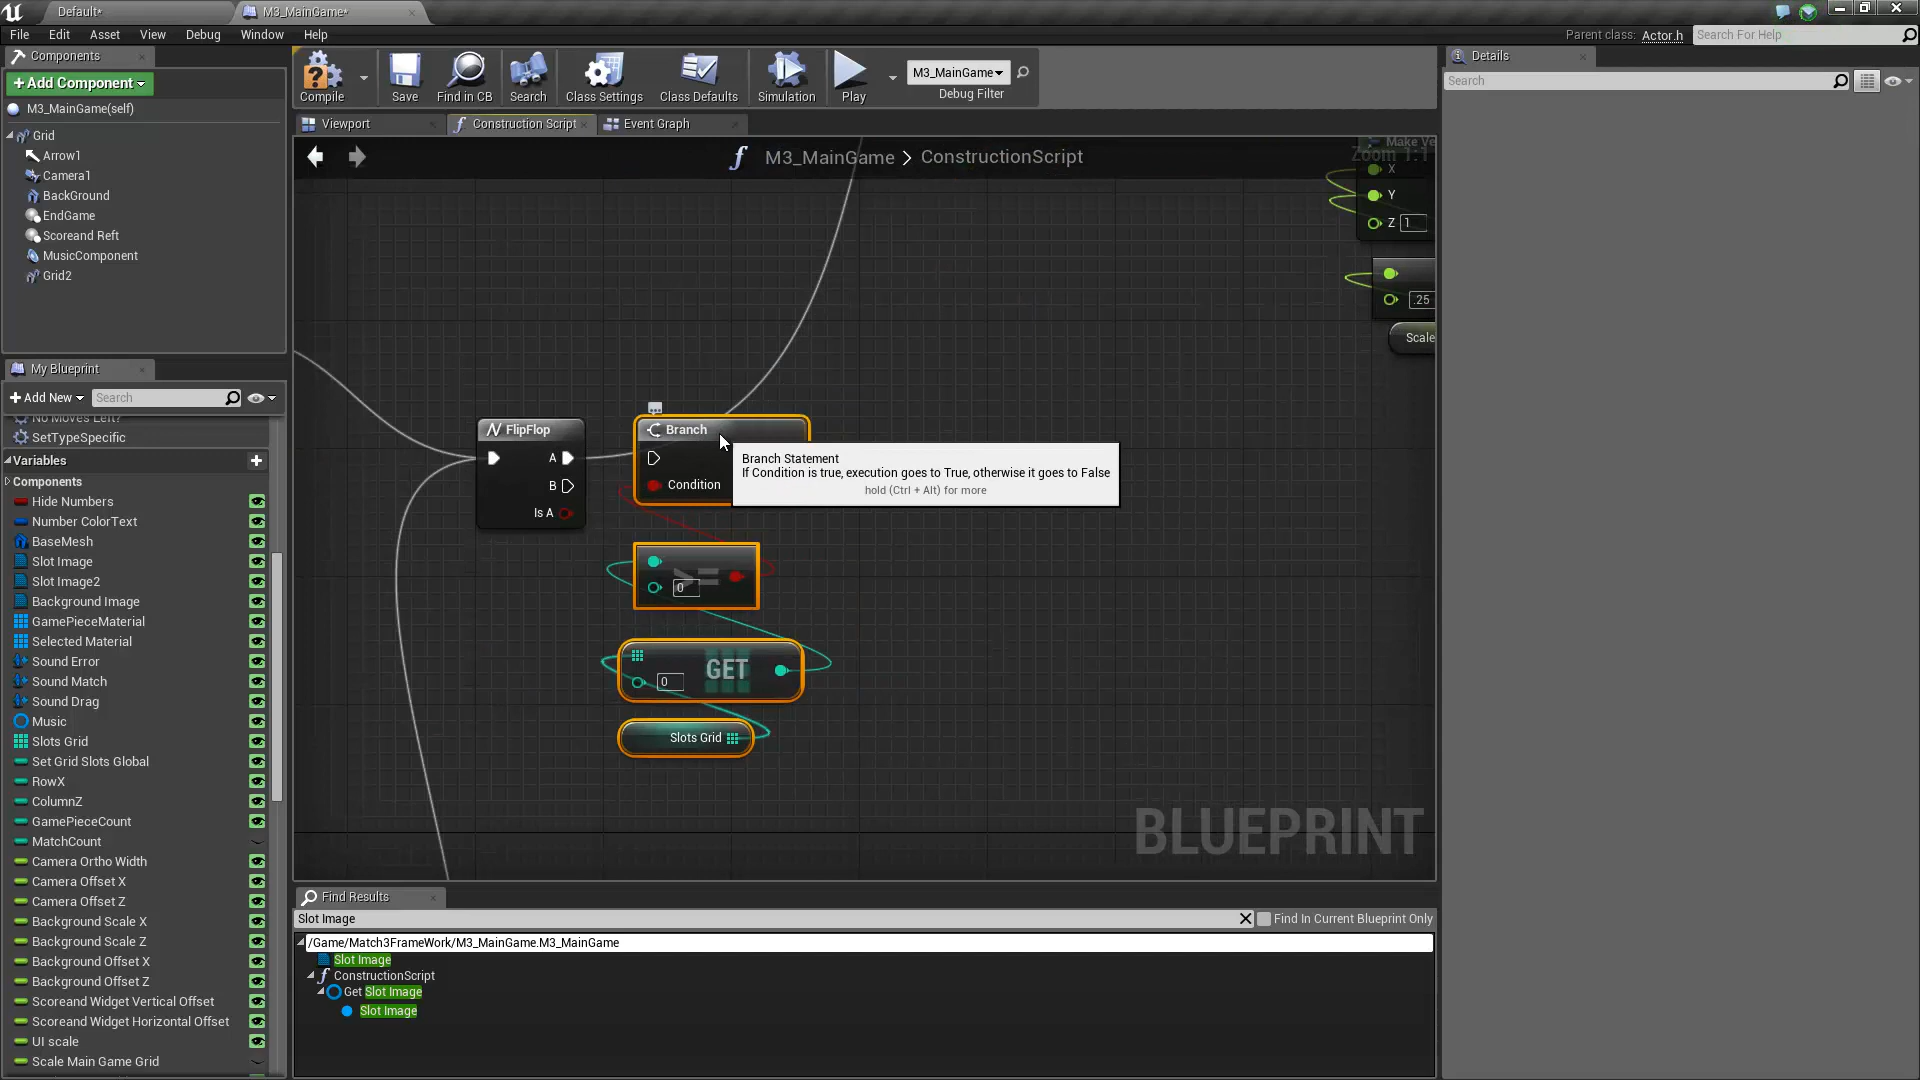 Default*
M3_MainGame*
File Edit Asset View Debug Window Help
Parent class: Actor.h
Search For Help
Components
+Add Component
M3_MainGame(self)
Grid
Arrow1
Camera1
BackGround
EndGame
Scoreand Reft
MusicComponent
Grid2
Compile
Save
Find in CB
Search
Class Settings
Class Defaults
Simulation
Play
M3_MainGame
Debug Filter
Details
Search
Viewport
Construction Script
Event Graph
M3_MainGame > ConstructionScript
Zoom 1:1
Make Ve
X
Y
Z 1
.25
Scale
FlipFlop
A
B
Is A
Branch
Condition
Branch Statement
If Condition is true, execution goes to True, otherwise it goes to False
hold (Ctrl + Alt) for more
>=
0
GET
0
Slots Grid
BLUEPRINT
My Blueprint
+Add New
Search
No Moves Left?
SetTypeSpecific
Variables
Components
Hide Numbers
Number ColorText
BaseMesh
Slot Image
Slot Image2
Background Image
GamePieceMaterial
Selected Material
Sound Error
Sound Match
Sound Drag
Music
Slots Grid
Set Grid Slots Global
RowX
ColumnZ
GamePieceCount
MatchCount
Camera Ortho Width
Camera Offset X
Camera Offset Z
Background Scale X
Background Scale Z
Background Offset X
Background Offset Z
Scoreand Widget Vertical Offset
Scoreand Widget Horizontal Offset
UI scale
Scale Main Game Grid
Find Results
Slot Image
Find In Current Blueprint Only
/Game/Match3FrameWork/M3_MainGame.M3_MainGame
Slot Image
ConstructionScript
Get Slot Image
Slot Image